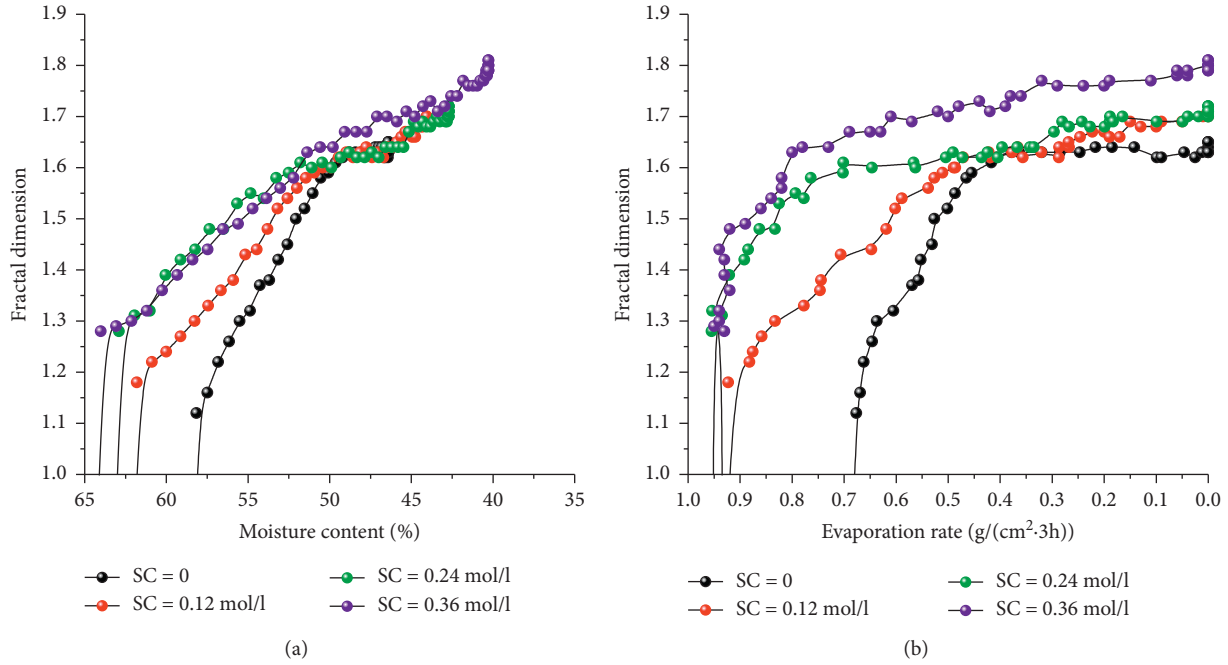 1.9
1.8
1.7
1.6
1.5
1.4
1.3
1.2
1.1
1.0
Fractal dimension
65 60 55 50 45 40 35
Moisture content (%)
SC = 0
SC = 0.12 mol/l
SC = 0.24 mol/l
SC = 0.36 mol/l
(a)
1.9
1.8
1.7
1.6
1.5
1.4
1.3
1.2
1.1
1.0
Fractal dimension
1.0 0.9 0.8 0.7 0.6 0.5 0.4 0.3 0.2 0.1 0.0
Evaporation rate (g/(cm²·3h))
SC = 0
SC = 0.12 mol/l
SC = 0.24 mol/l
SC = 0.36 mol/l
(b)